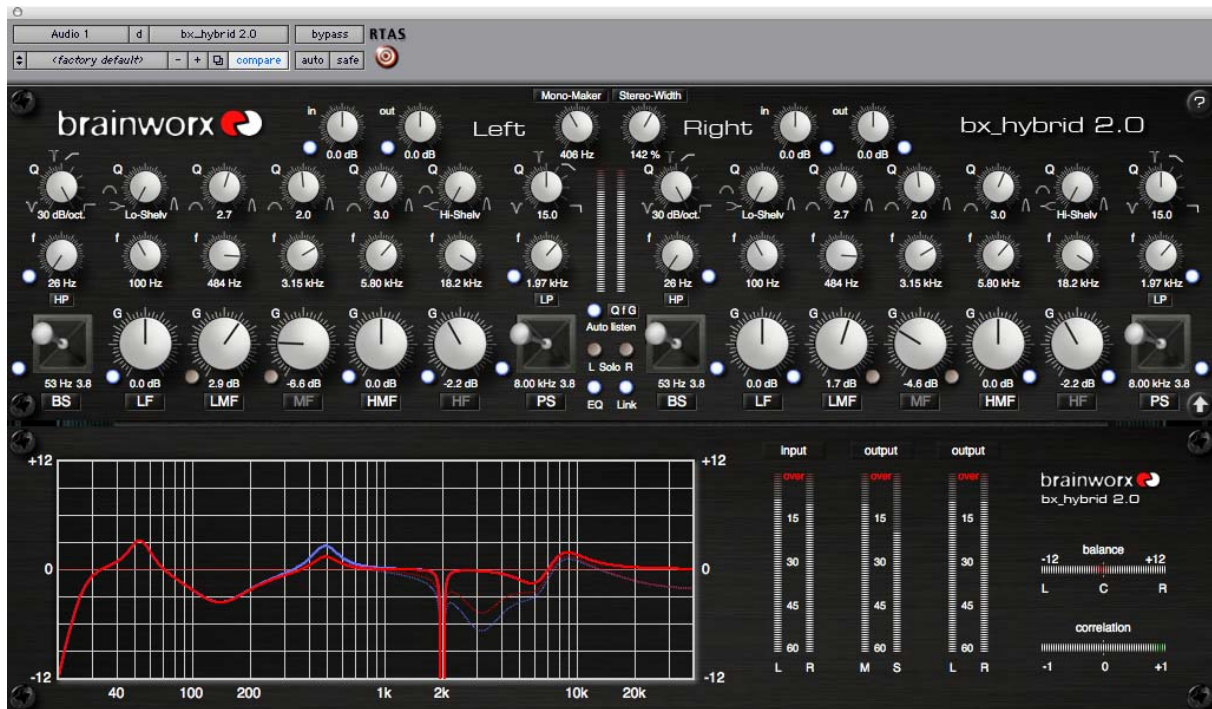 Audio 1 d bx_hybrid 2.0 bypass RTAS
<factory default> - + compare auto safe
Mono-Maker Stereo-Width ?
brainworx in out Left Right in out bx_hybrid 2.0
0.0 dB 0.0 dB 406 Hz 142 % 0.0 dB 0.0 dB
Q Q Q Q Q Q Q Q Q Q Q Q Q Q
30 dB/oct. Lo-Shelv 2.7 2.0 3.0 Hi-Shelv 15.0 30 dB/oct. Lo-Shelv 2.7 2.0 3.0 Hi-Shelv 15.0
f f f f f f f f f f f f f f
26 Hz 100 Hz 484 Hz 3.15 kHz 5.80 kHz 18.2 kHz 1.97 kHz 26 Hz 100 Hz 484 Hz 3.15 kHz 5.80 kHz 18.2 kHz 1.97 kHz
HP LP HP LP
G G G G G Q f G G G G G G
Auto listen
L Solo R
53 Hz 3.8 0.0 dB 2.9 dB -6.6 dB 0.0 dB -2.2 dB 8.00 kHz 3.8 53 Hz 3.8 0.0 dB 1.7 dB -4.6 dB 0.0 dB -2.2 dB 8.00 kHz 3.8
BS LF LMF MF HMF HF PS EQ Link BS LF LMF MF HMF HF PS
+12 +12
0 0
-12 -12
40 100 200 1k 2k 10k 20k
Input output output
over over over
15 15 15
30 30 30
45 45 45
60 60 60
L R M S L R
brainworx
bx_hybrid 2.0
balance
-12 +12
L C R
correlation
-1 0 +1